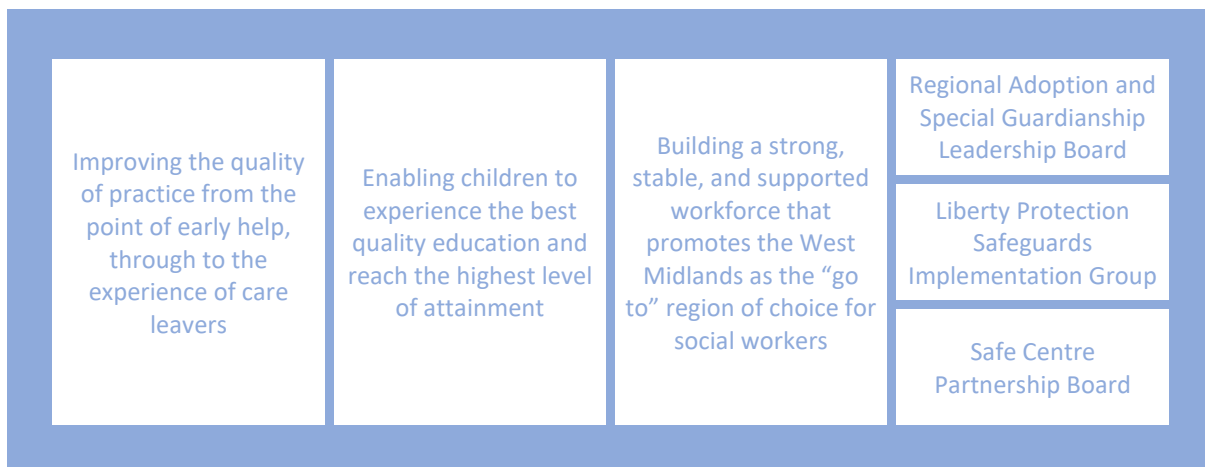 Improving the quality
of practice from the
point of early help,
through to the
experience of care
leavers
Enabling children to
experience the best
quality education and
reach the highest level
of attainment
Building a strong,
stable, and supported
workforce that
promotes the West
Midlands as the “go
to” region of choice for
social workers
Regional Adoption and
Special Guardianship
Leadership Board
Liberty Protection
Safeguards
Implementation Group
Safe Centre
Partnership Board